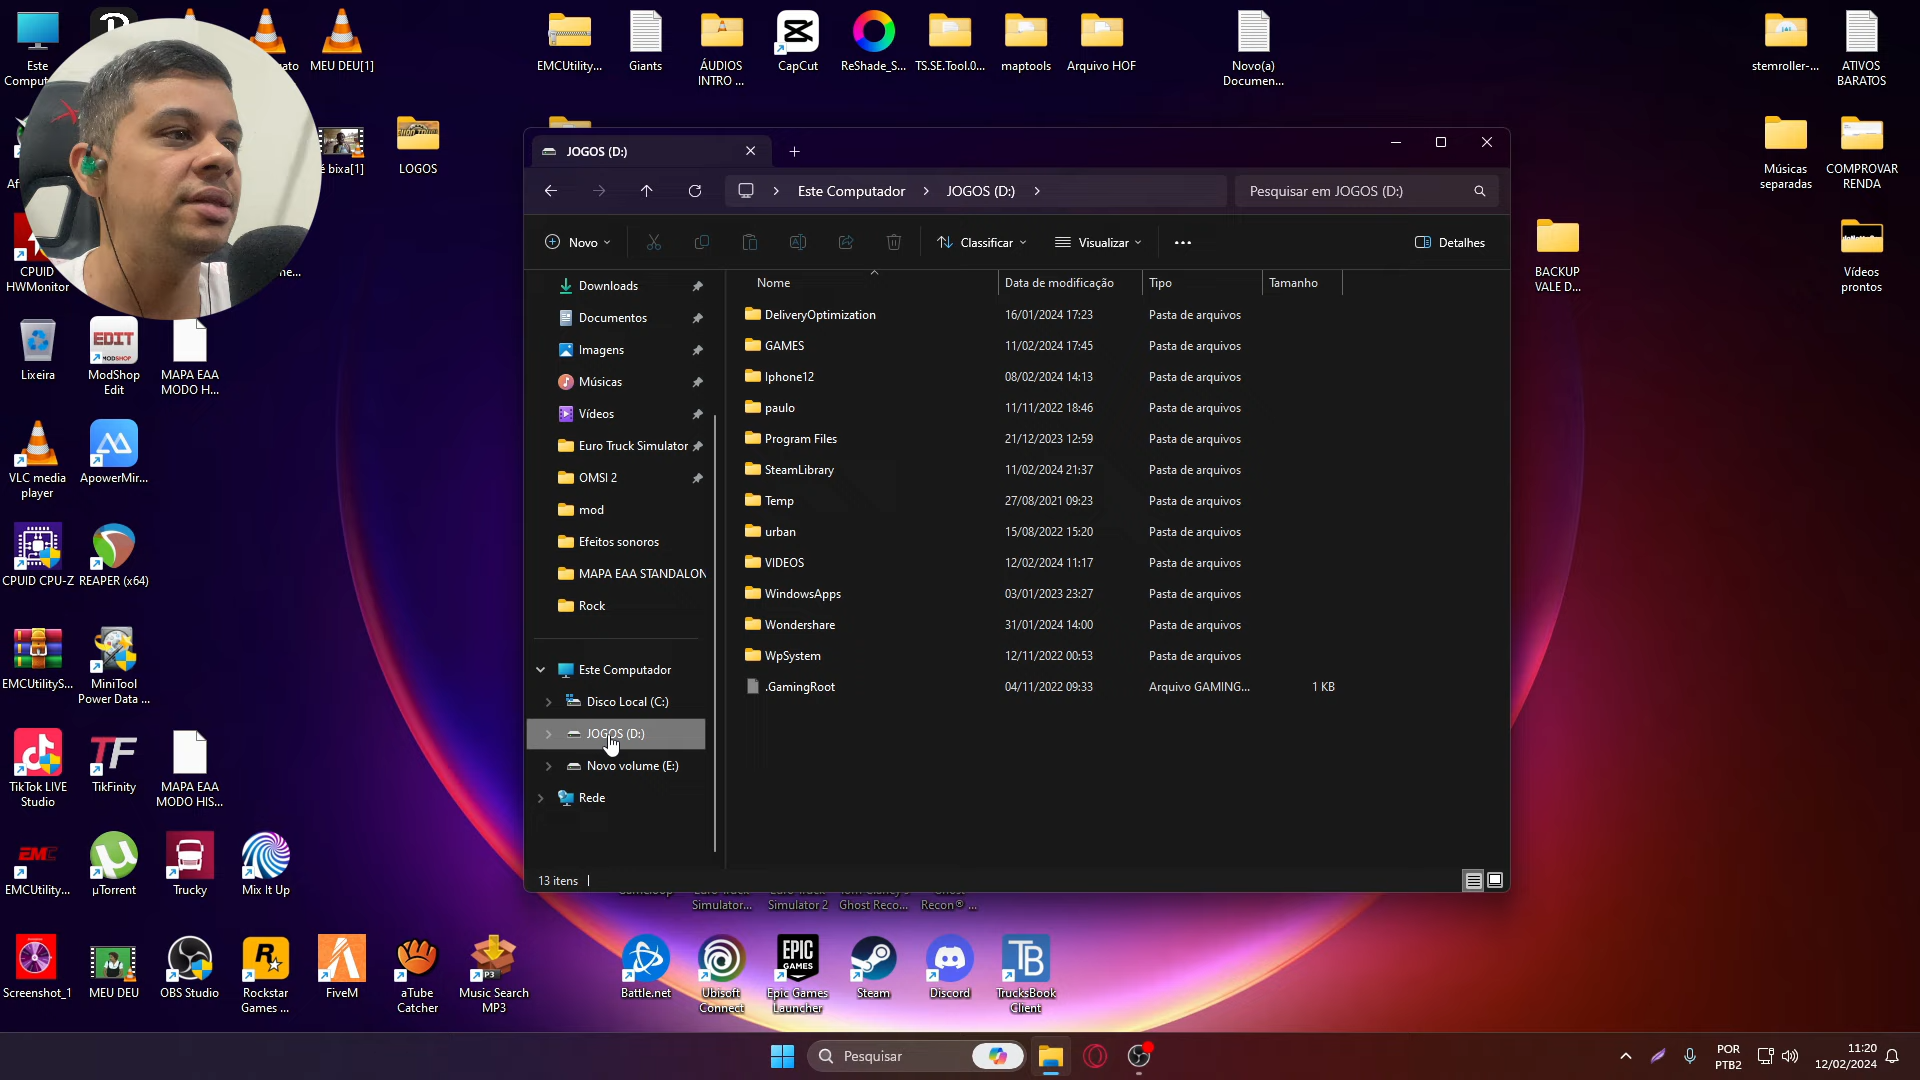 Este
Comput...
MEU DEU[1]
EMCUtility...
Giants
ÁUDIOS
INTRO ...
CapCut
ReShade_S...
TS.SE.Tool.0...
maptools
Arquivo HOF
Novo(a)
Documen...
stemroller-...
ATIVOS
BARATOS
LOGOS
Músicas
separadas
COMPROVAR
RENDA
CPUID
HWMonitor
BACKUP
VALE D...
Vídeos
prontos
JOGOS (D:)
Este Computador
JOGOS (D:)
Pesquisar em JOGOS (D:)
Novo
Classificar
Visualizar
Detalhes
Downloads
Documentos
Imagens
Músicas
Vídeos
Euro Truck Simulator
OMSI 2
mod
Efeitos sonoros
MAPA EAA STANDALON
Rock
Este Computador
Disco Local (C:)
JOGOS (D:)
Novo volume (E:)
Rede
Nome Data de modificação Tipo Tamanho
DeliveryOptimization 16/01/2024 17:23 Pasta de arquivos
GAMES 11/02/2024 17:45 Pasta de arquivos
Iphone12 08/02/2024 14:13 Pasta de arquivos
paulo 11/11/2022 18:46 Pasta de arquivos
Program Files 21/12/2023 12:59 Pasta de arquivos
SteamLibrary 11/02/2024 21:37 Pasta de arquivos
Temp 27/08/2021 09:23 Pasta de arquivos
urban 15/08/2022 15:20 Pasta de arquivos
VIDEOS 12/02/2024 11:17 Pasta de arquivos
WindowsApps 03/01/2023 23:27 Pasta de arquivos
Wondershare 31/01/2024 14:00 Pasta de arquivos
WpSystem 12/11/2022 00:53 Pasta de arquivos
.GamingRoot 04/11/2022 09:33 Arquivo GAMING... 1 KB
13 itens
Lixeira
EDIT
MODSHOP
ModShop
Edit
MAPA EAA
MODO H...
VLC media
player
ApowerMir...
CPUID CPU-Z
REAPER (x64)
EMCUtilityS...
MiniTool
Power Data ...
TikTok LIVE
Studio
TF
TikFinity
MAPA EAA
MODO HIS...
EMC
EMCUtility...
µTorrent
Trucky
Mix It Up
Simulator...
Simulator 2
Ghost Reco...
Recon® ...
Screenshot_1
MEU DEU
OBS Studio
Rockstar
Games ...
FiveM
aTube
Catcher
Music Search
MP3
Battle.net
Ubisoft
Connect
EPIC
GAMES
Epic Games
Launcher
Steam
Discord
TB
TrucksBook
Client
Pesquisar
POR
PTB2
11:20
12/02/2024